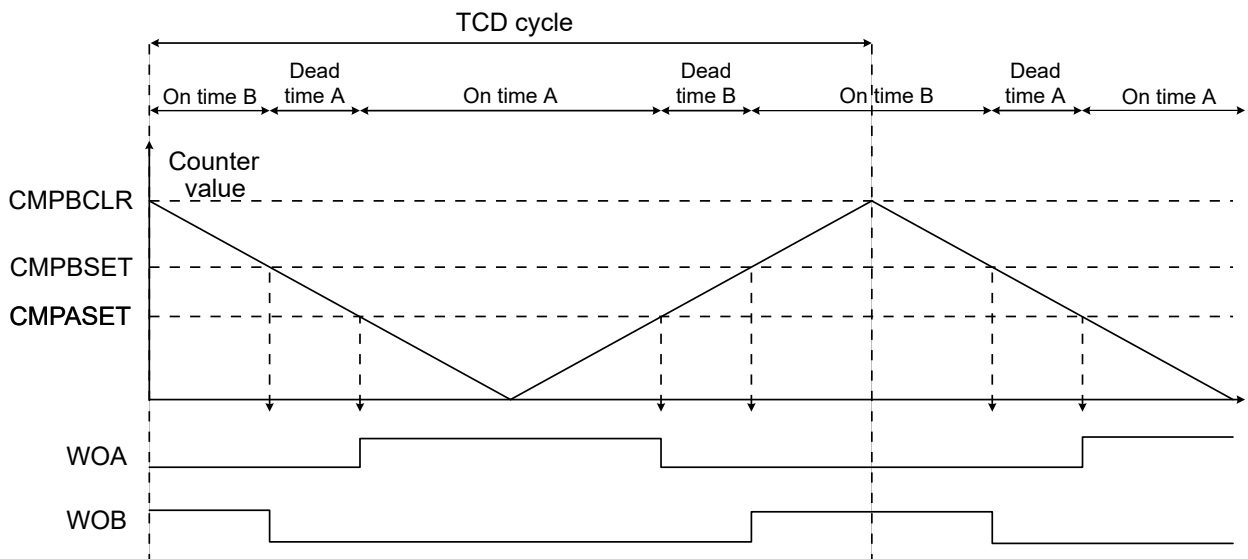 TCD cycle
On time B
Dead
time A
On time A
Dead
time B
On time B
Dead
time A
On time A
Counter
value
CMPBCLR
CMPBSET
CMPASET
WOA
WOB